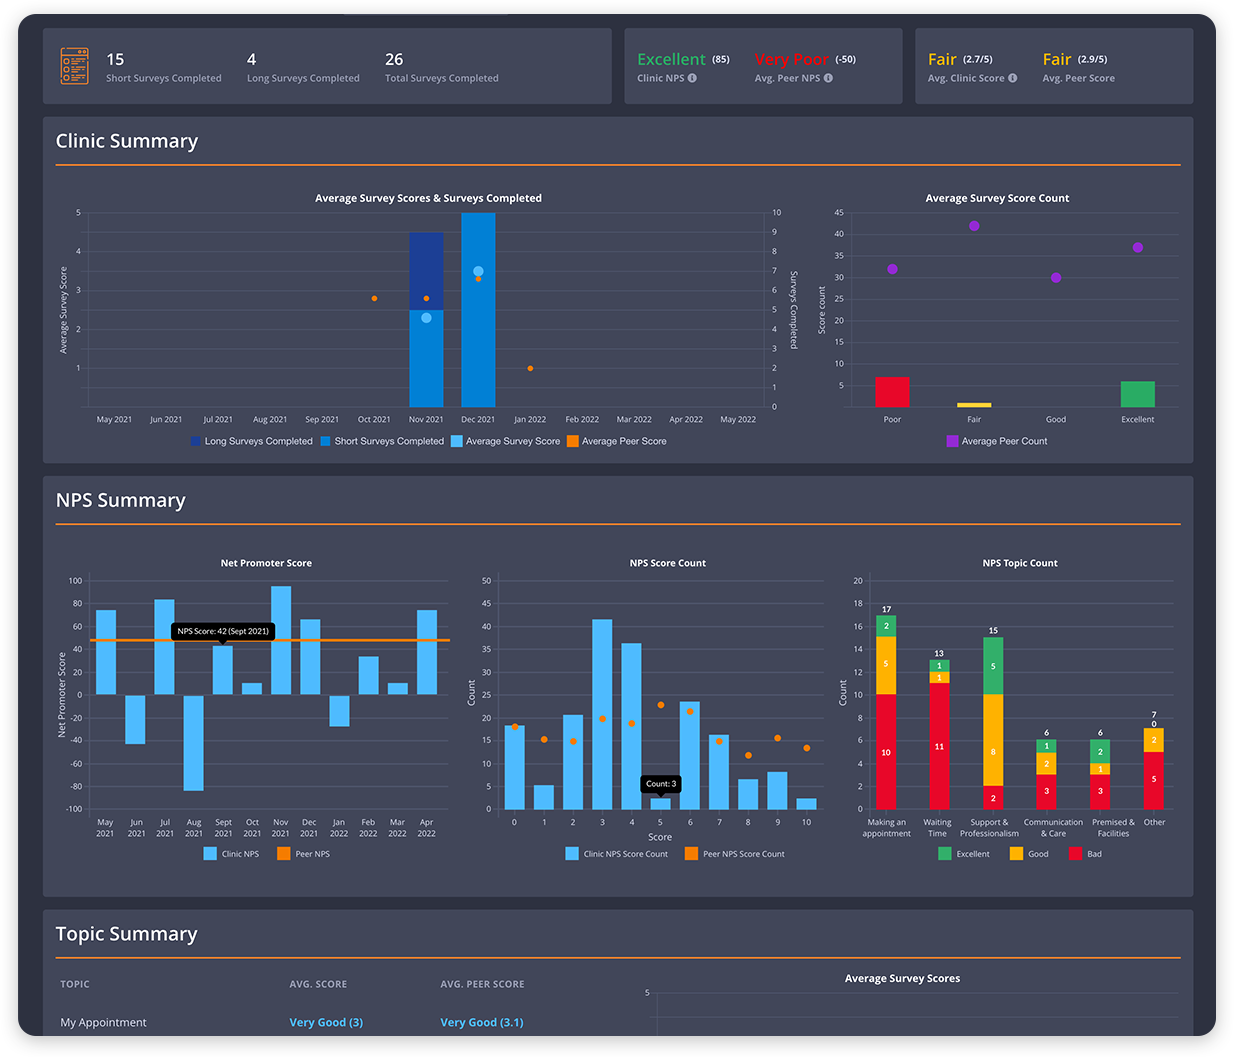 15
Short Surveys Completed
4
Long Surveys Completed
26
Total Surveys Completed
Excellent (85)
Clinic NPS
Very Poor (-50)
Avg. Peer NPS
Fair (2.7/5)
Avg. Clinic Score
Fair (2.9/5)
Avg. Peer Score
Clinic Summary
Average Survey Scores & Surveys Completed
5
4
3
2
1
Average Survey Score
10
9
8
7
6
5
4
3
2
1
0
Surveys Completed
May 2021 Jun 2021 Jul 2021 Aug 2021 Sep 2021 Oct 2021 Nov 2021 Dec 2021 Jan 2022 Feb 2022 Mar 2022 Apr 2022 May 2022
Long Surveys Completed Short Surveys Completed Average Survey Score Average Peer Score
Average Survey Score Count
45
40
35
30
25
20
15
10
5
Score count
Poor Fair Good Excellent
Average Peer Count
NPS Summary
Net Promoter Score
100
80
60
40
20
0
-20
-40
-60
-80
-100
Net Promoter Score
NPS Score: 42 (Sept 2021)
May 2021
Jun 2021
Jul 2021
Aug 2021
Sept 2021
Oct 2021
Nov 2021
Dec 2021
Jan 2022
Feb 2022
Mar 2022
Apr 2022
Clinic NPS Peer NPS
NPS Score Count
50
45
40
35
30
25
20
15
10
5
0
Count
Count: 3
0 1 2 3 4 5 6 7 8 9 10
Score
Clinic NPS Score Count Peer NPS Score Count
NPS Topic Count
20
18
16
14
12
10
8
6
4
2
0
Count
17
2
5
10
13
1
1
11
15
5
8
2
6
1
2
3
6
2
1
3
7
0
2
5
Making an
appointment
Waiting
Time
Support &
Professionalism
Communication
& Care
Premised &
Facilities
Other
Excellent Good Bad
Topic Summary
TOPIC AVG. SCORE AVG. PEER SCORE
My Appointment Very Good (3) Very Good (3.1)
Average Survey Scores
5